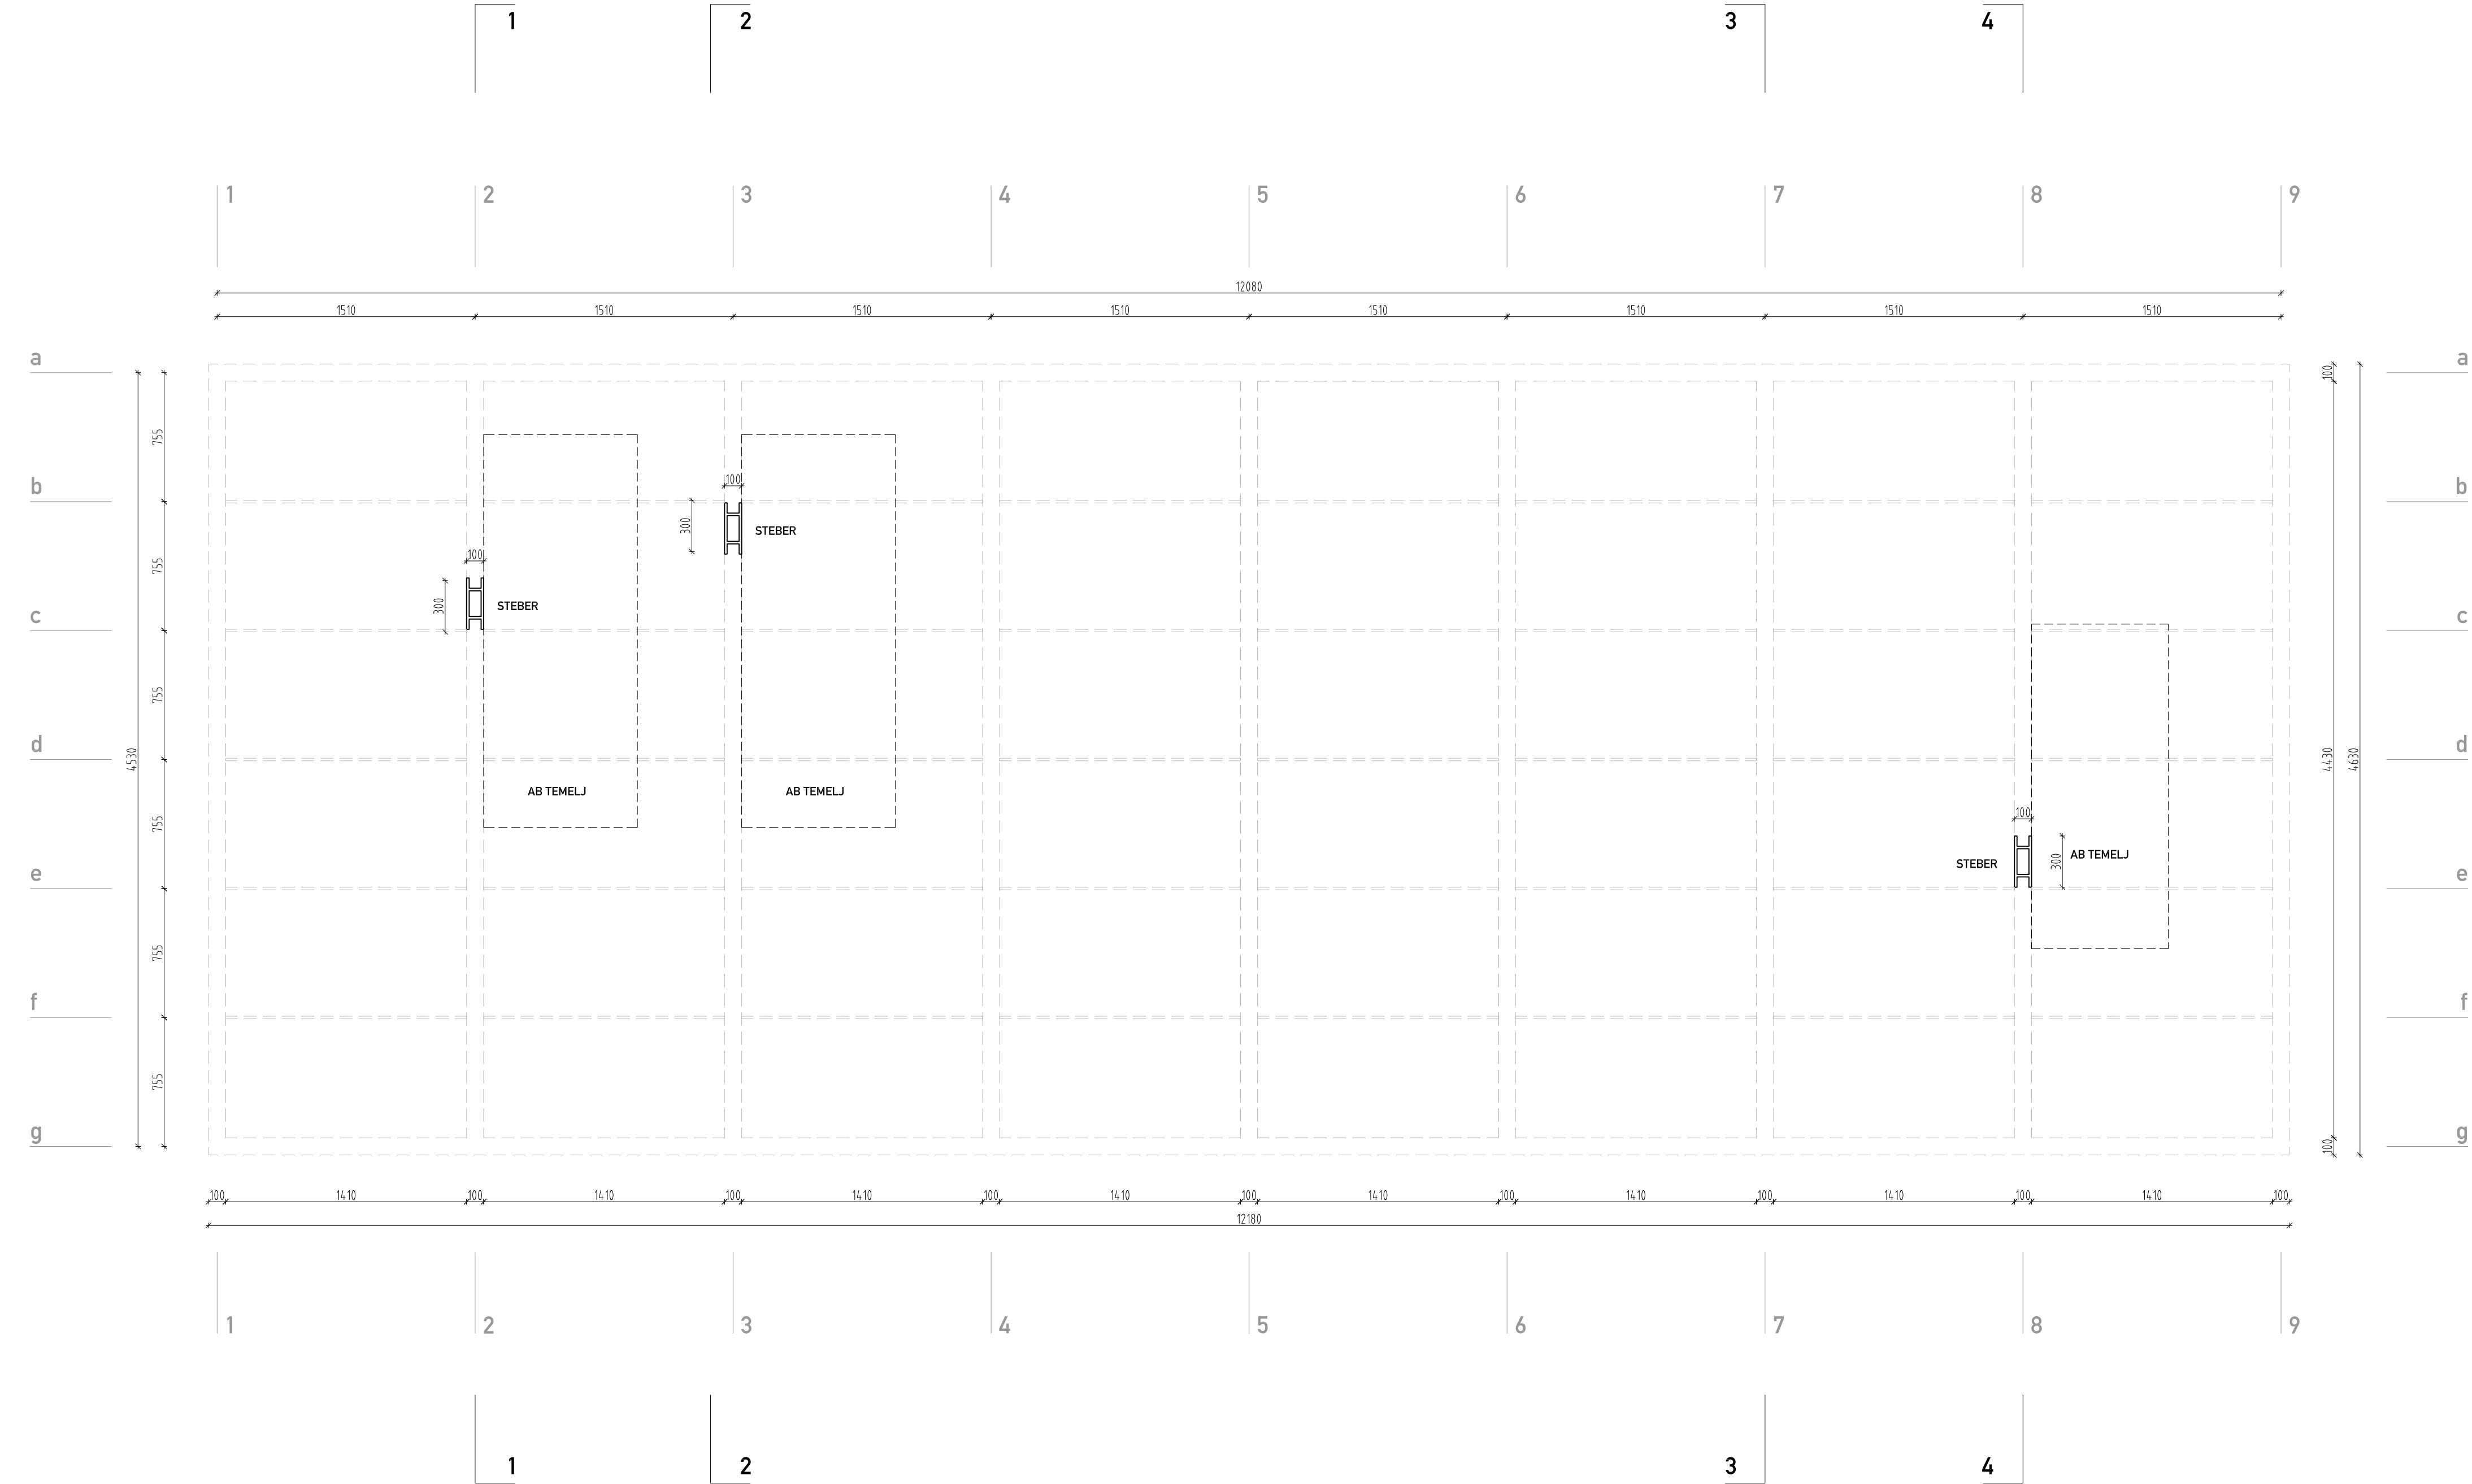 1 2 3 4
1 2 3 4 5 6 7 8 9
12080
1510 1510 1510 1510 1510 1510 1510 1510
a a
100
755
b b
100
300 STEBER
755
100
300 STEBER
c c
755
d d
4530 4430 4630
755
AB TEMELJ AB TEMELJ
100
STEBER 300 AB TEMELJ
e e
755
f f
755
g g
100
100 1410 100 1410 100 1410 100 1410 100 1410 100 1410 100 1410 100 1410 100
12180
1 2 3 4 5 6 7 8 9
1 2 3 4